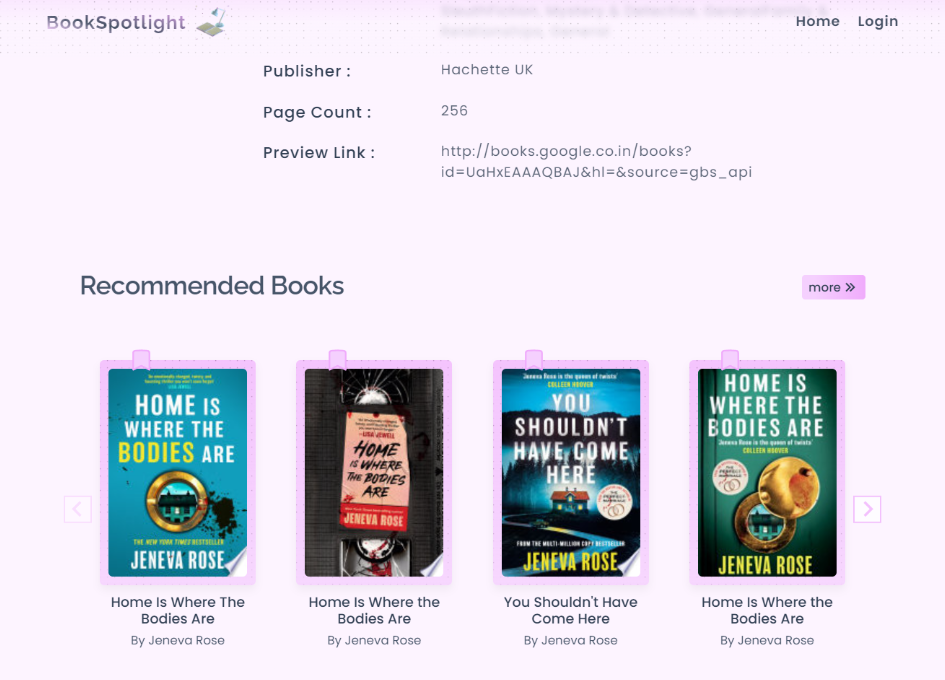 BookSpotlight
Home Login
Publisher : Hachette UK
Page Count : 256
Preview Link : http://books.google.co.in/books?
id=UaHxEAAAQBAJ&hl=&source=gbs_api
Recommended Books
more »
HOME IS
WHERE THE
BODIES ARE
THE NEW YORK TIMES BESTSELLER
JENEVA ROSE
Home Is Where The
Bodies Are
By Jeneva Rose
—LISA JEWELL
HOME
IS WHERE
THE BODIES
ARE
JENEVA ROSE
Home Is Where the
Bodies Are
By Jeneva Rose
'Jeneva Rose is the queen of twists'
COLLEEN HOOVER
YOU
SHOULDN'T
HAVE COME
HERE
FROM THE MULTI-MILLION COPY BESTSELLER
JENEVA ROSE
You Shouldn't Have
Come Here
By Jeneva Rose
HOME IS
WHERE THE
BODIES ARE
'Jeneva Rose is the queen of twists'
COLLEEN HOOVER
JENEVA ROSE
Home Is Where the
Bodies Are
By Jeneva Rose